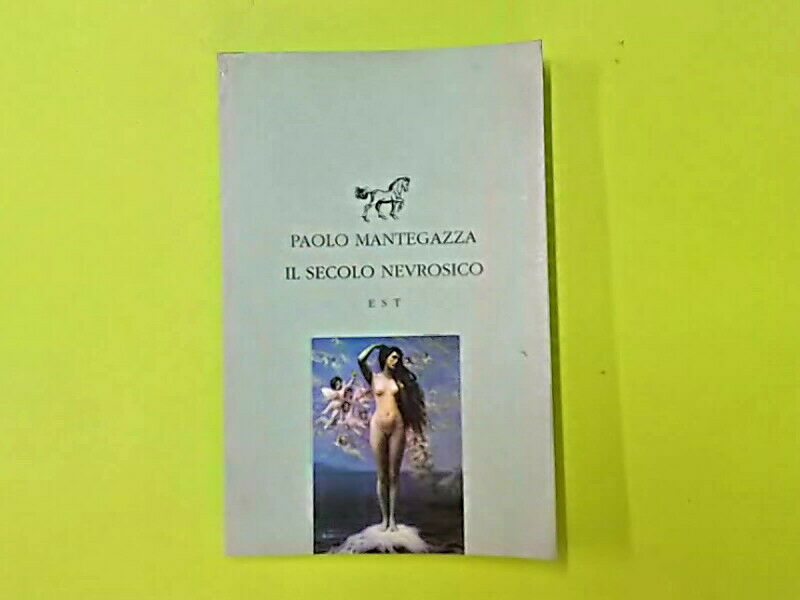 PAOLO MANTEGAZZA
IL SECOLO NEVROSICO
EST